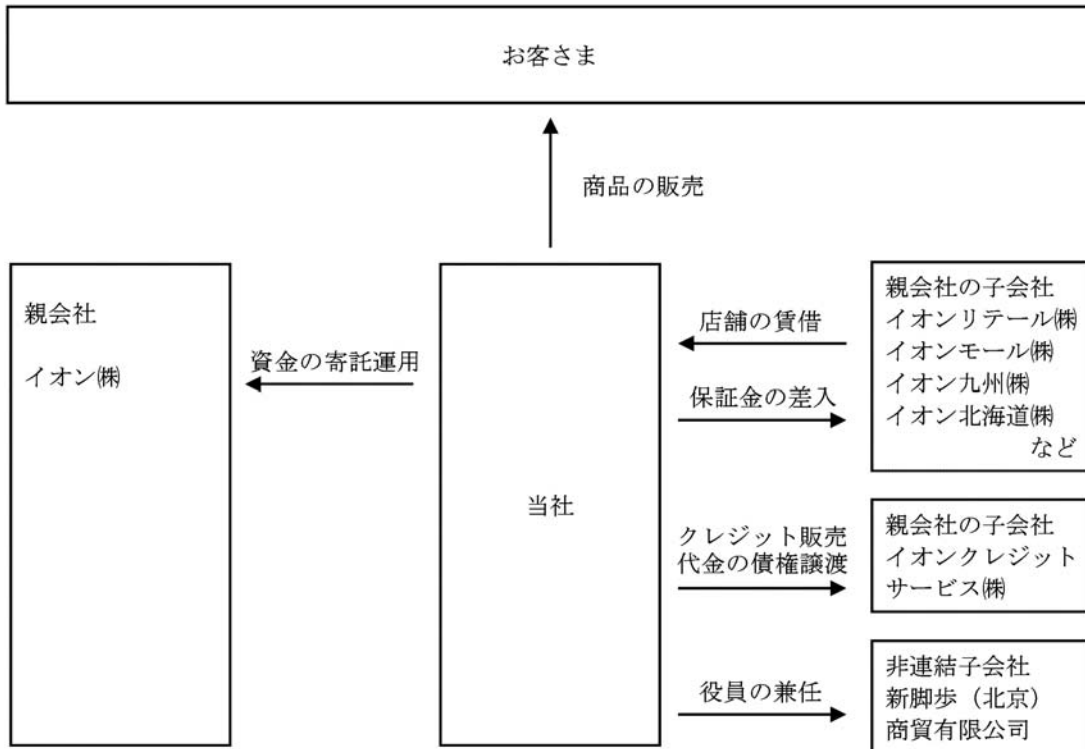 お客さま
商品の販売
親会社
イオン㈱
資金の寄託運用
当社
店舗の賃借
保証金の差入
親会社の子会社
イオンリテール㈱
イオンモール㈱
イオン九州㈱
イオン北海道㈱
など
クレジット販売
代金の債権譲渡
親会社の子会社
イオンクレジット
サービス㈱
役員の兼任
非連結子会社
新脚歩（北京）
商貿有限公司